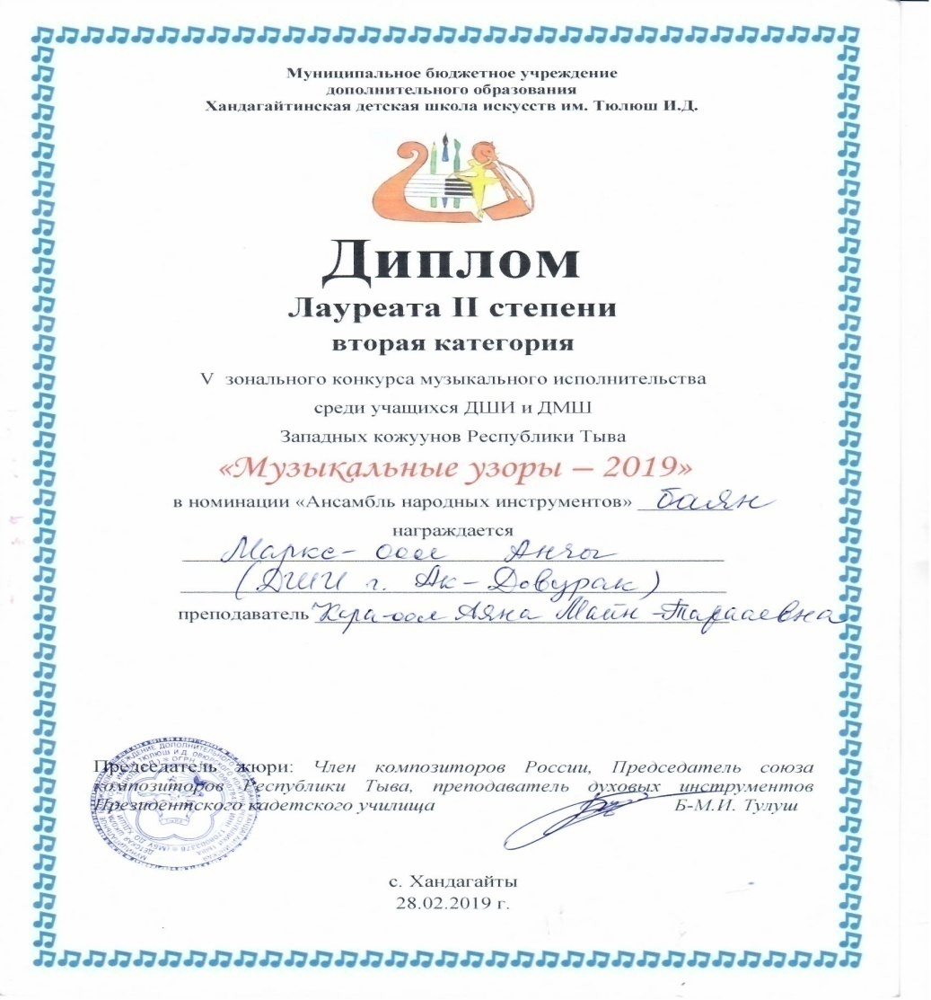 Муниципальное бюджетное учреждение
дополнительного образования
Хандагайтинская детская школа искусств им. Тюлюш И.Д.
Диплом
Лауреата II степени
вторая категория
V зонального конкурса музыкального исполнительства
среди учащихся ДШИ и ДМШ
Западных кожуунов Республики Тыва
«Музыкальные узоры – 2019»
в номинации «Ансамбль народных инструментов» баян
награждается
Маркс-оол Анчы
(ДШИ г. Ак-Довурак)
преподаватель Кара-оол Аяна Маин-Тарааевна
Председатель жюри: Член композиторов России, Председатель союза
композиторов Республики Тыва, преподаватель духовых инструментов
Президентского кадетского училища Б-М.И. Тулуш
с. Хандагайты
28.02.2019 г.